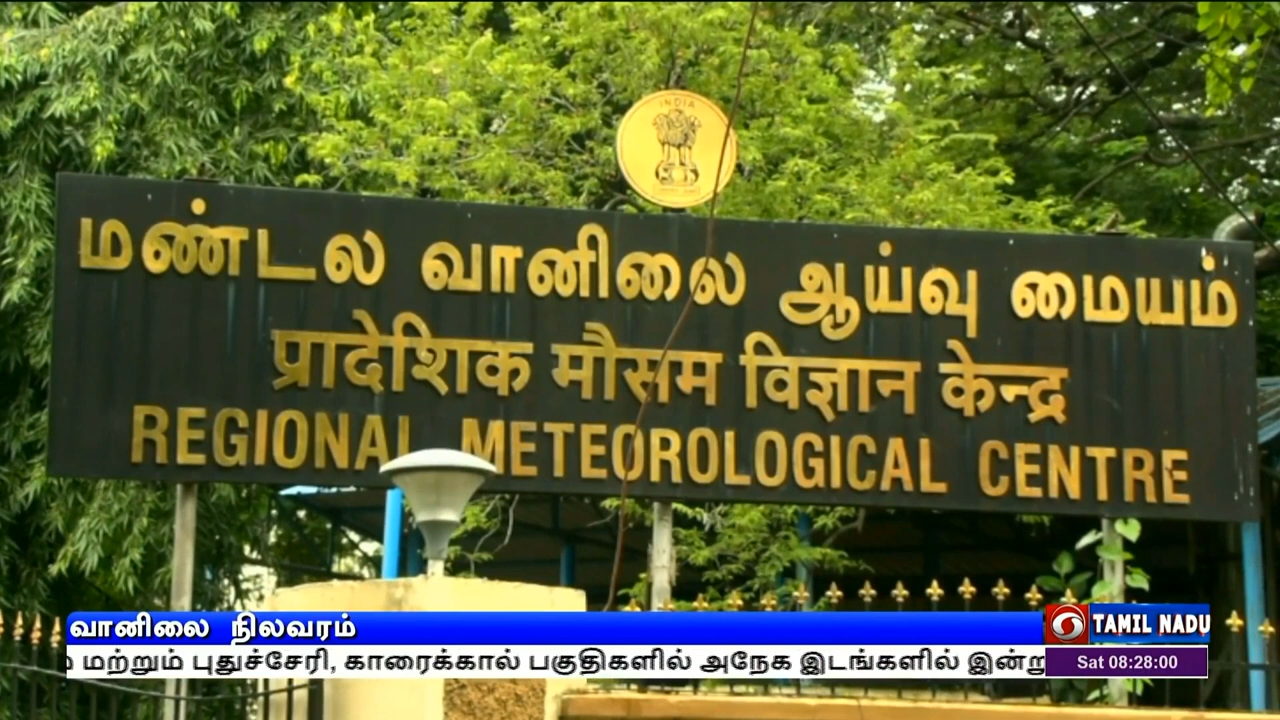 INDIA
மண்டல வானிலை ஆய்வு மையம்
प्रादेशिक मौसम विज्ञान केन्द्र
REGIONAL METEOROLOGICAL CENTRE
வானிலை நிலவரம்
TAMIL NADU
மற்றும் புதுச்சேரி, காரைக்கால் பகுதிகளில் அநேக இடங்களில் இன்று
Sat 08:28:00